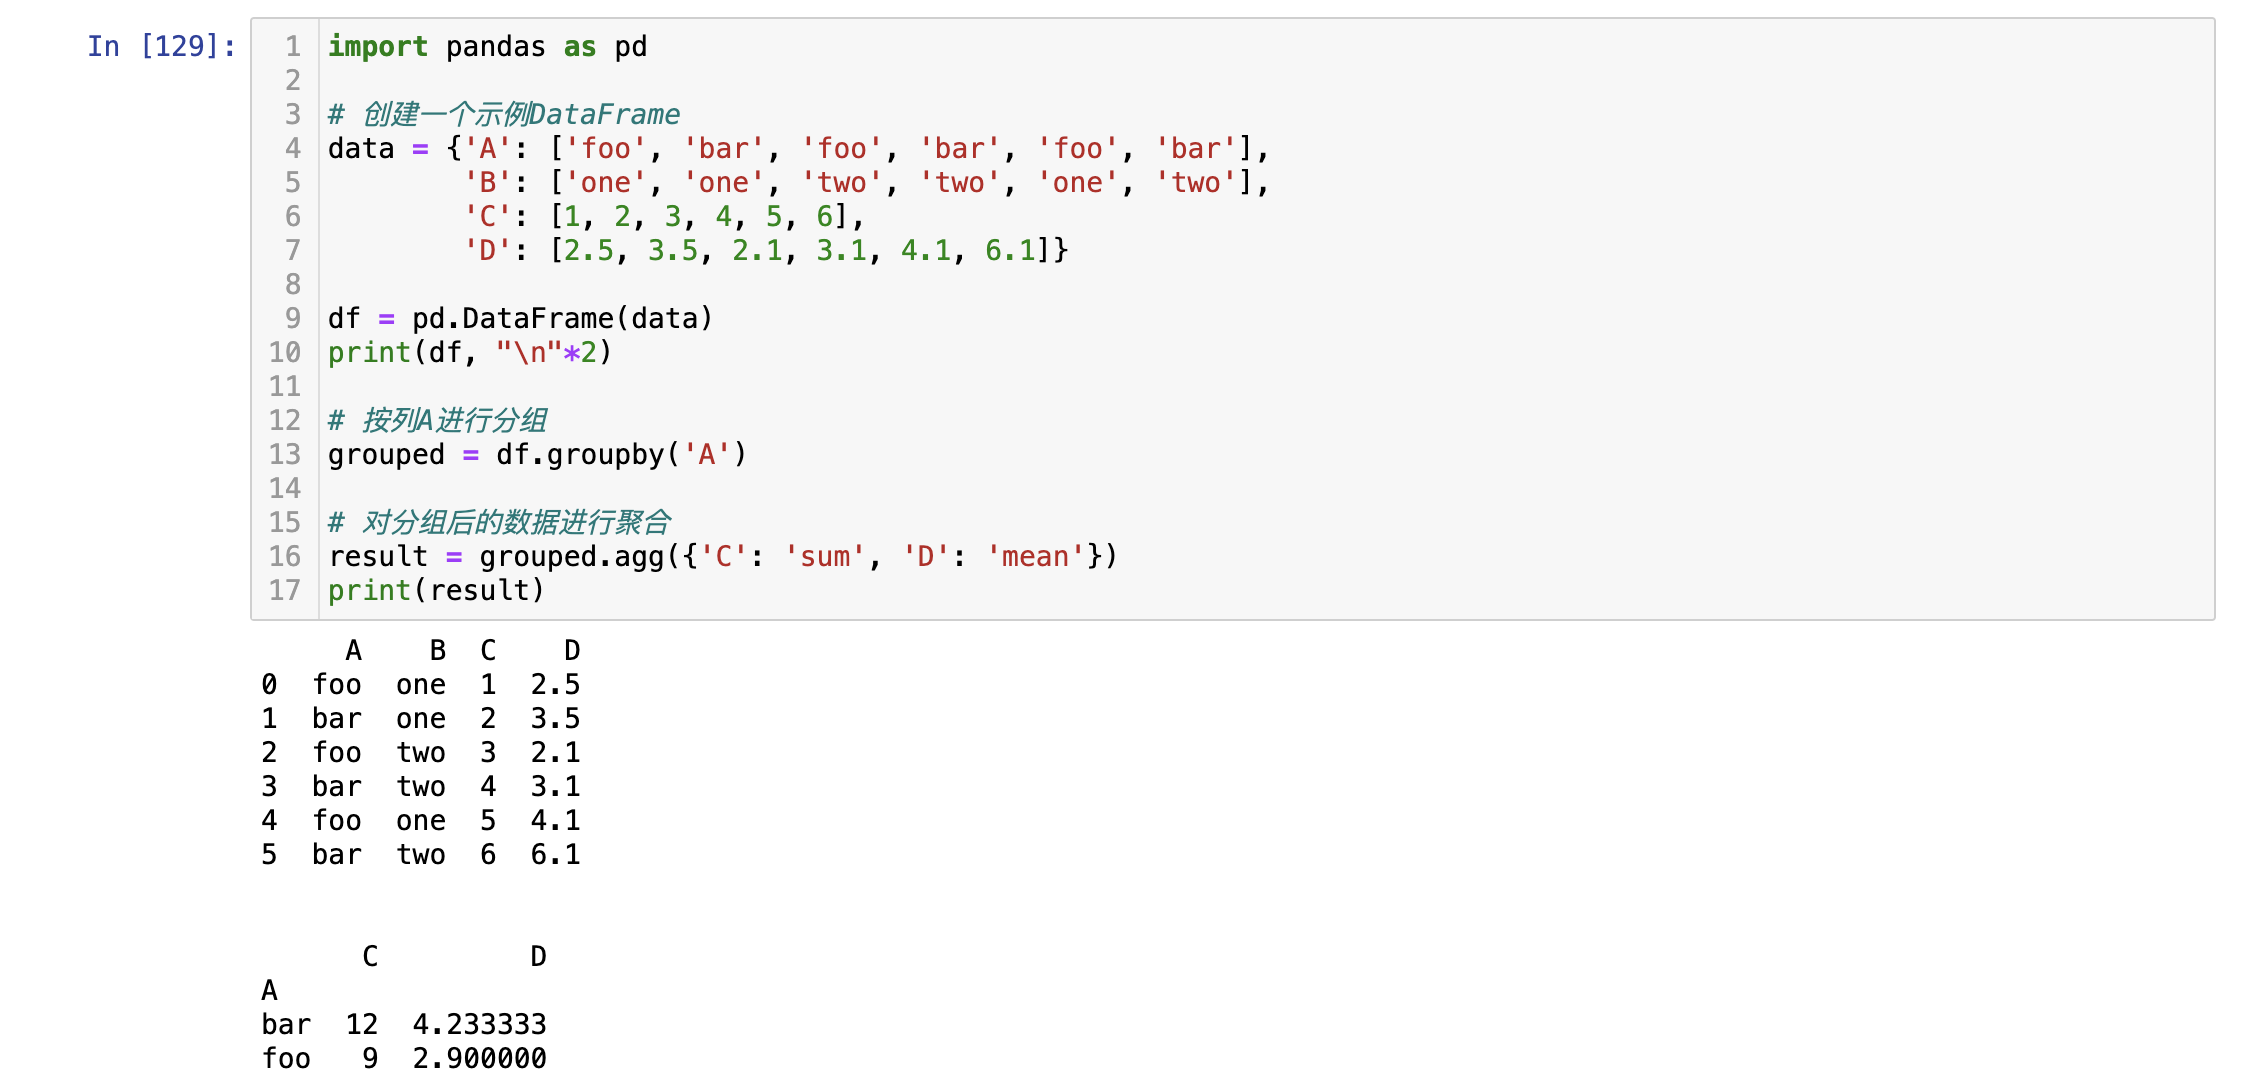 In [129]:
1 import pandas as pd
2
3 # 创建一个示例DataFrame
4 data = {'A': ['foo', 'bar', 'foo', 'bar', 'foo', 'bar'],
5         'B': ['one', 'one', 'two', 'two', 'one', 'two'],
6         'C': [1, 2, 3, 4, 5, 6],
7         'D': [2.5, 3.5, 2.1, 3.1, 4.1, 6.1]}
8
9 df = pd.DataFrame(data)
10 print(df, "\n"*2)
11
12 # 按列A进行分组
13 grouped = df.groupby('A')
14
15 # 对分组后的数据进行聚合
16 result = grouped.agg({'C': 'sum', 'D': 'mean'})
17 print(result)
     A    B  C    D
0  foo  one  1  2.5
1  bar  one  2  3.5
2  foo  two  3  2.1
3  bar  two  4  3.1
4  foo  one  5  4.1
5  bar  two  6  6.1
      C         D
A
bar  12  4.233333
foo   9  2.900000